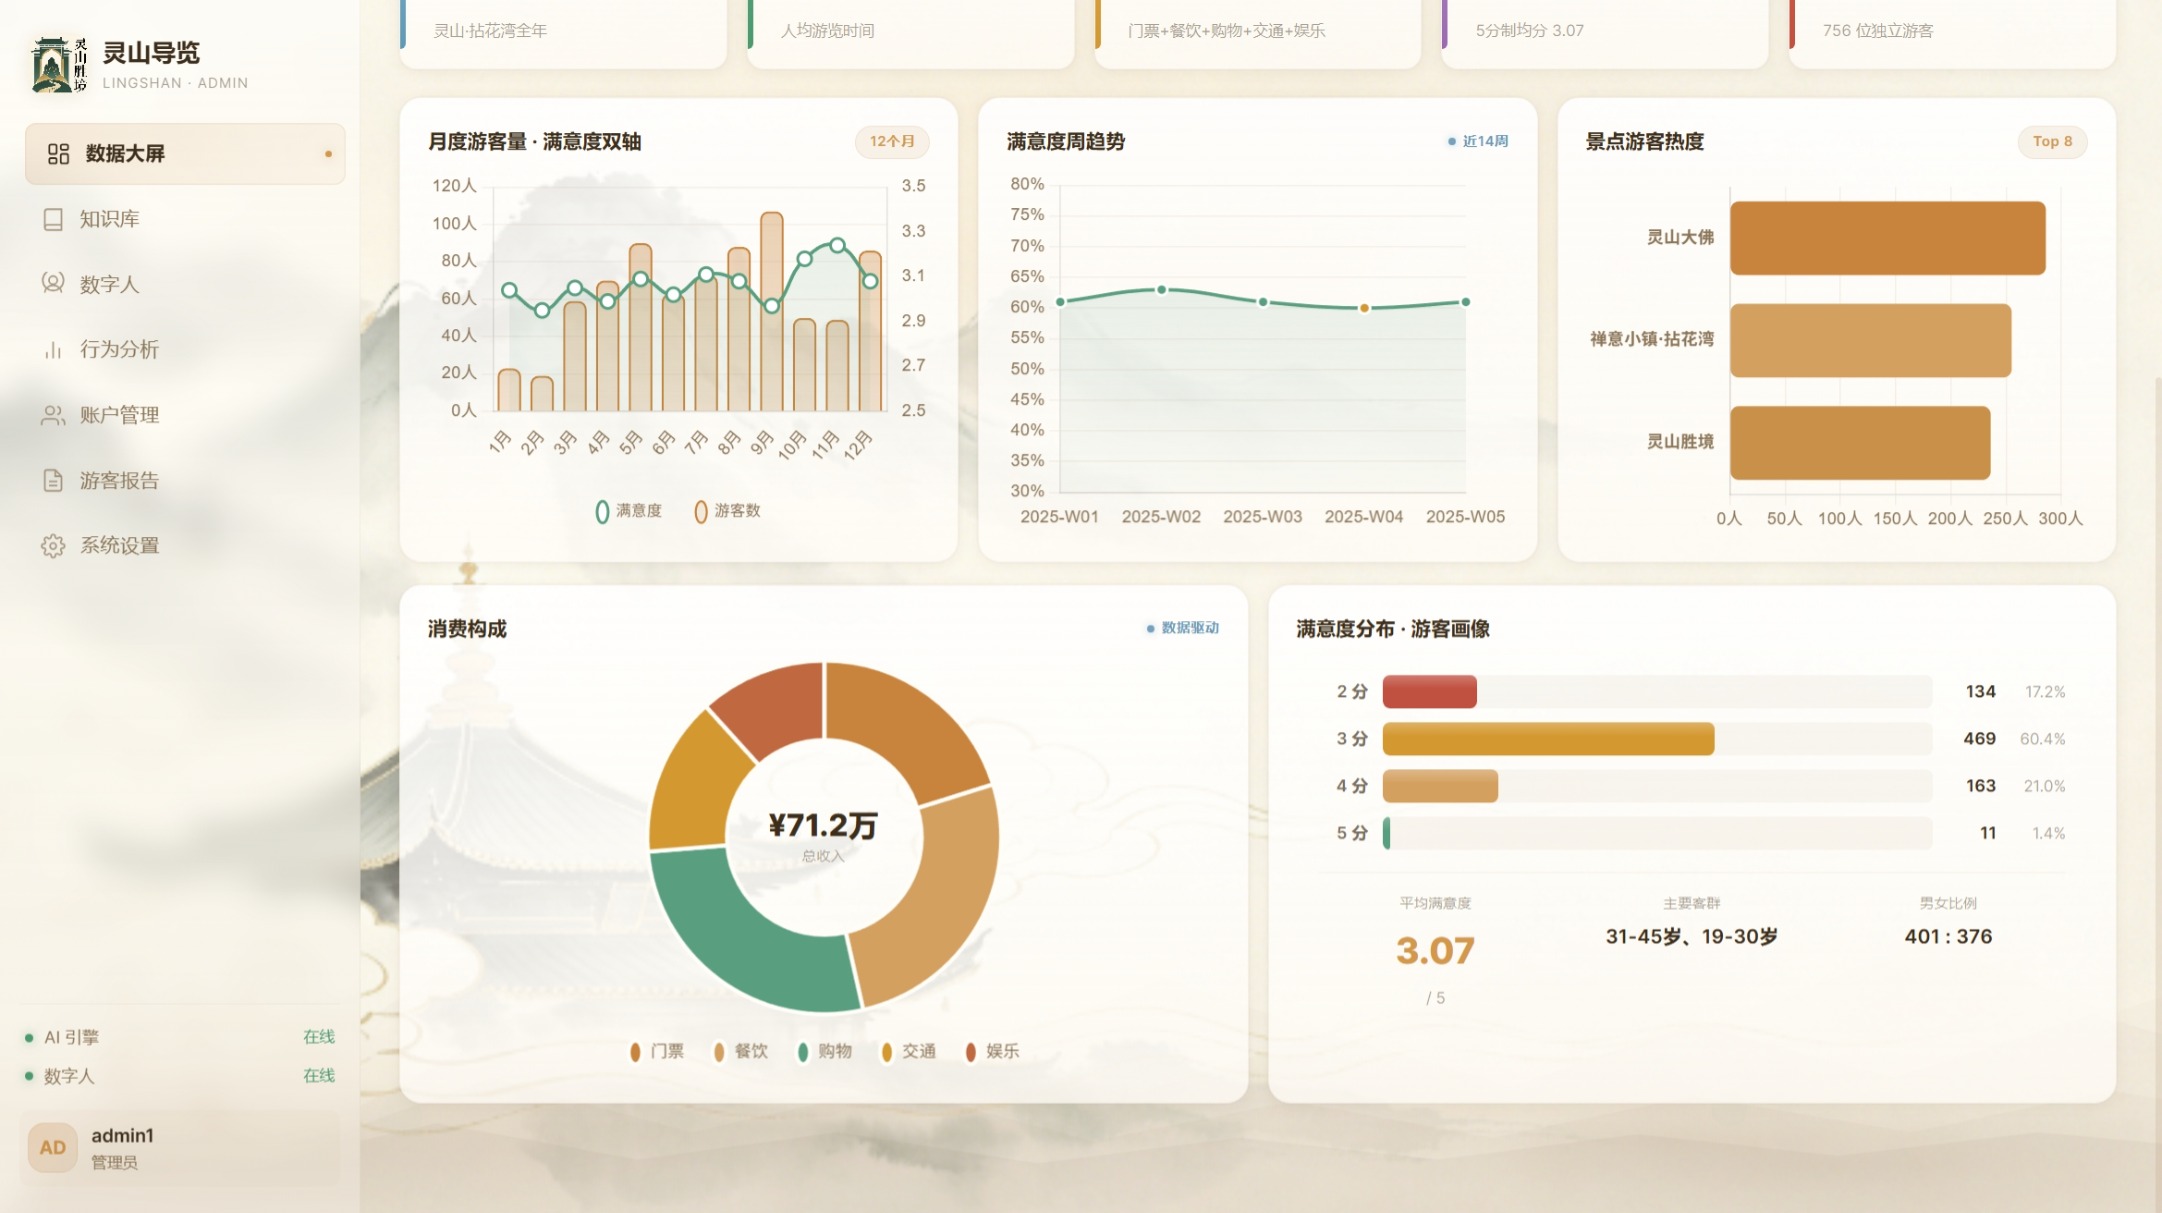 灵山胜境
灵山导览
LINGSHAN · ADMIN
数据大屏
知识库
数字人
行为分析
账户管理
游客报告
系统设置
AI 引擎 在线
数字人 在线
AD
admin1
管理员
灵山·拈花湾全年
人均游览时间
门票+餐饮+购物+交通+娱乐
5分制均分 3.07
756 位独立游客
月度游客量 · 满意度双轴
12个月
120人 3.5
100人 3.3
80人 3.1
60人 2.9
40人 2.7
20人 2.5
0人
1月 2月 3月 4月 5月 6月 7月 8月 9月 10月 11月 12月
满意度 游客数
满意度周趋势
近14周
80%
75%
70%
65%
60%
55%
50%
45%
40%
35%
30%
2025-W01 2025-W02 2025-W03 2025-W04 2025-W05
景点游客热度
Top 8
灵山大佛
禅意小镇·拈花湾
灵山胜境
0人 50人 100人 150人 200人 250人 300人
消费构成
数据驱动
¥71.2万
总收入
门票 餐饮 购物 交通 娱乐
满意度分布 · 游客画像
2 分 134 17.2%
3 分 469 60.4%
4 分 163 21.0%
5 分 11 1.4%
平均满意度
3.07
/ 5
主要客群
31-45岁、19-30岁
男女比例
401 : 376